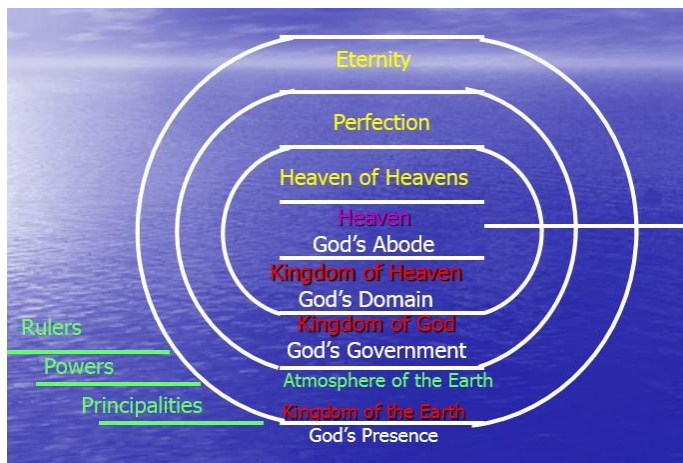 Eternity
Perfection
Heaven of Heavens
Heaven
God's Abode
Kingdom of Heaven
God's Domain
Kingdom of God
God's Government
Atmosphere of the Earth
Kingdom of the Earth
God's Presence
Rulers
Powers
Principalities